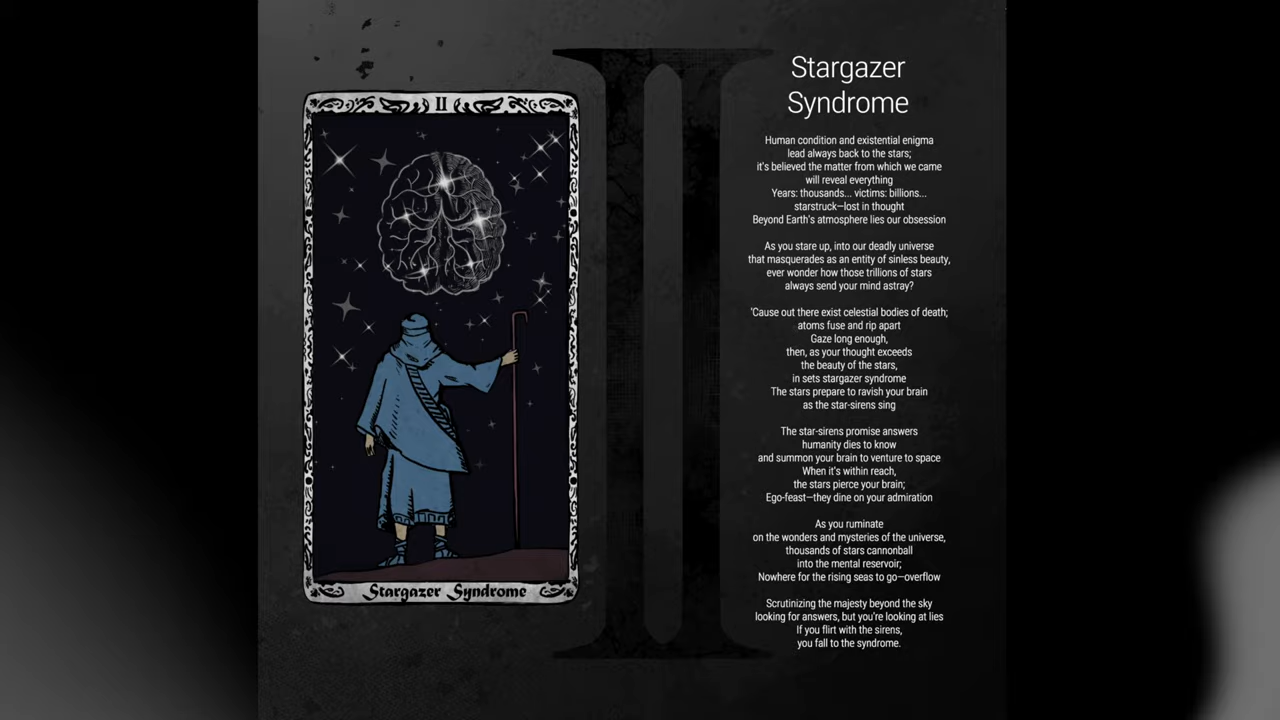 II
Stargazer Syndrome
II
Stargazer
Syndrome
Human condition and existential enigma
lead always back to the stars;
it's believed the matter from which we came
will reveal everything
Years: thousands... victims: billions...
starstruck—lost in thought
Beyond Earth's atmosphere lies our obsession
As you stare up, into our deadly universe
that masquerades as an entity of sinless beauty,
ever wonder how those trillions of stars
always send your mind astray?
'Cause out there exist celestial bodies of death;
atoms fuse and rip apart
Gaze long enough,
then, as your thought exceeds
the beauty of the stars,
in sets stargazer syndrome
The stars prepare to ravish your brain
as the star-sirens sing
The star-sirens promise answers
humanity dies to know
and summon your brain to venture to space
When it's within reach,
the stars pierce your brain;
Ego-feast—they dine on your admiration
As you ruminate
on the wonders and mysteries of the universe,
thousands of stars cannonball
into the mental reservoir;
Nowhere for the rising seas to go—overflow
Scrutinizing the majesty beyond the sky
looking for answers, but you're looking at lies
If you flirt with the sirens,
you fall to the syndrome.